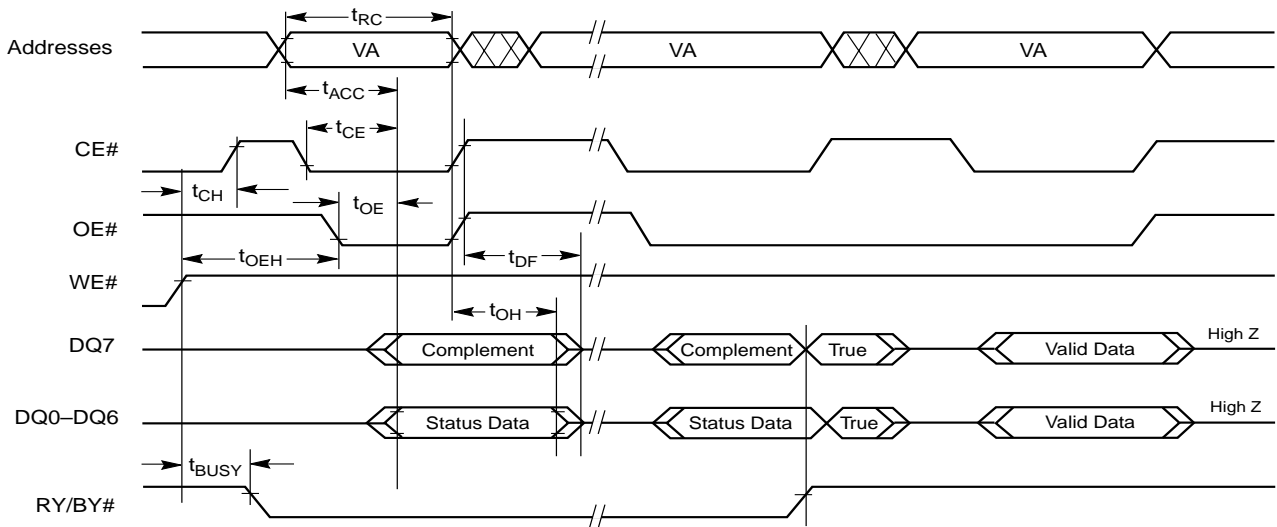 tRC
Addresses VA VA VA
tACC
tCE
CE#
tCH
tOE
OE#
tOEH
tDF
WE#
tOH
DQ7 Complement Complement True Valid Data High Z
DQ0–DQ6 Status Data Status Data True Valid Data High Z
tBUSY
RY/BY#